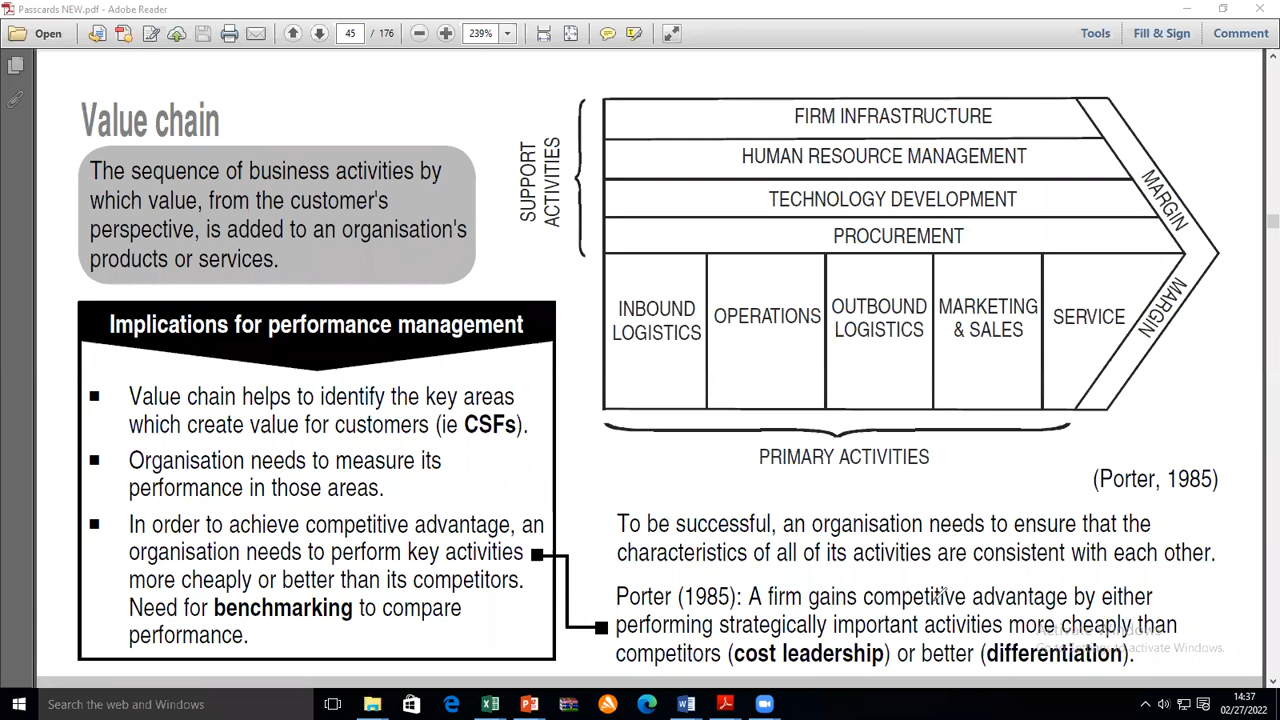 Passcards NEW.pdf - Adobe Reader
Open
45
/ 176
239%
Tools
Fill & Sign
Comment
Value chain
The sequence of business activities by
which value, from the customer's
perspective, is added to an organisation's
products or services.
Implications for performance management
Value chain helps to identify the key areas
which create value for customers (ie CSFs).
Organisation needs to measure its
performance in those areas.
In order to achieve competitive advantage, an
organisation needs to perform key activities
more cheaply or better than its competitors.
Need for benchmarking to compare
performance.
SUPPORT
ACTIVITIES
FIRM INFRASTRUCTURE
HUMAN RESOURCE MANAGEMENT
TECHNOLOGY DEVELOPMENT
PROCUREMENT
INBOUND
LOGISTICS
OPERATIONS
OUTBOUND
LOGISTICS
MARKETING
& SALES
SERVICE
MARGIN
MARGIN
PRIMARY ACTIVITIES
(Porter, 1985)
To be successful, an organisation needs to ensure that the
characteristics of all of its activities are consistent with each other.
Porter (1985): A firm gains competitive advantage by either
performing strategically important activities more cheaply than
competitors (cost leadership) or better (differentiation).
Activate Windows
Go to Settings to activate Windows.
Search the web and Windows
14:37
02/27/2022